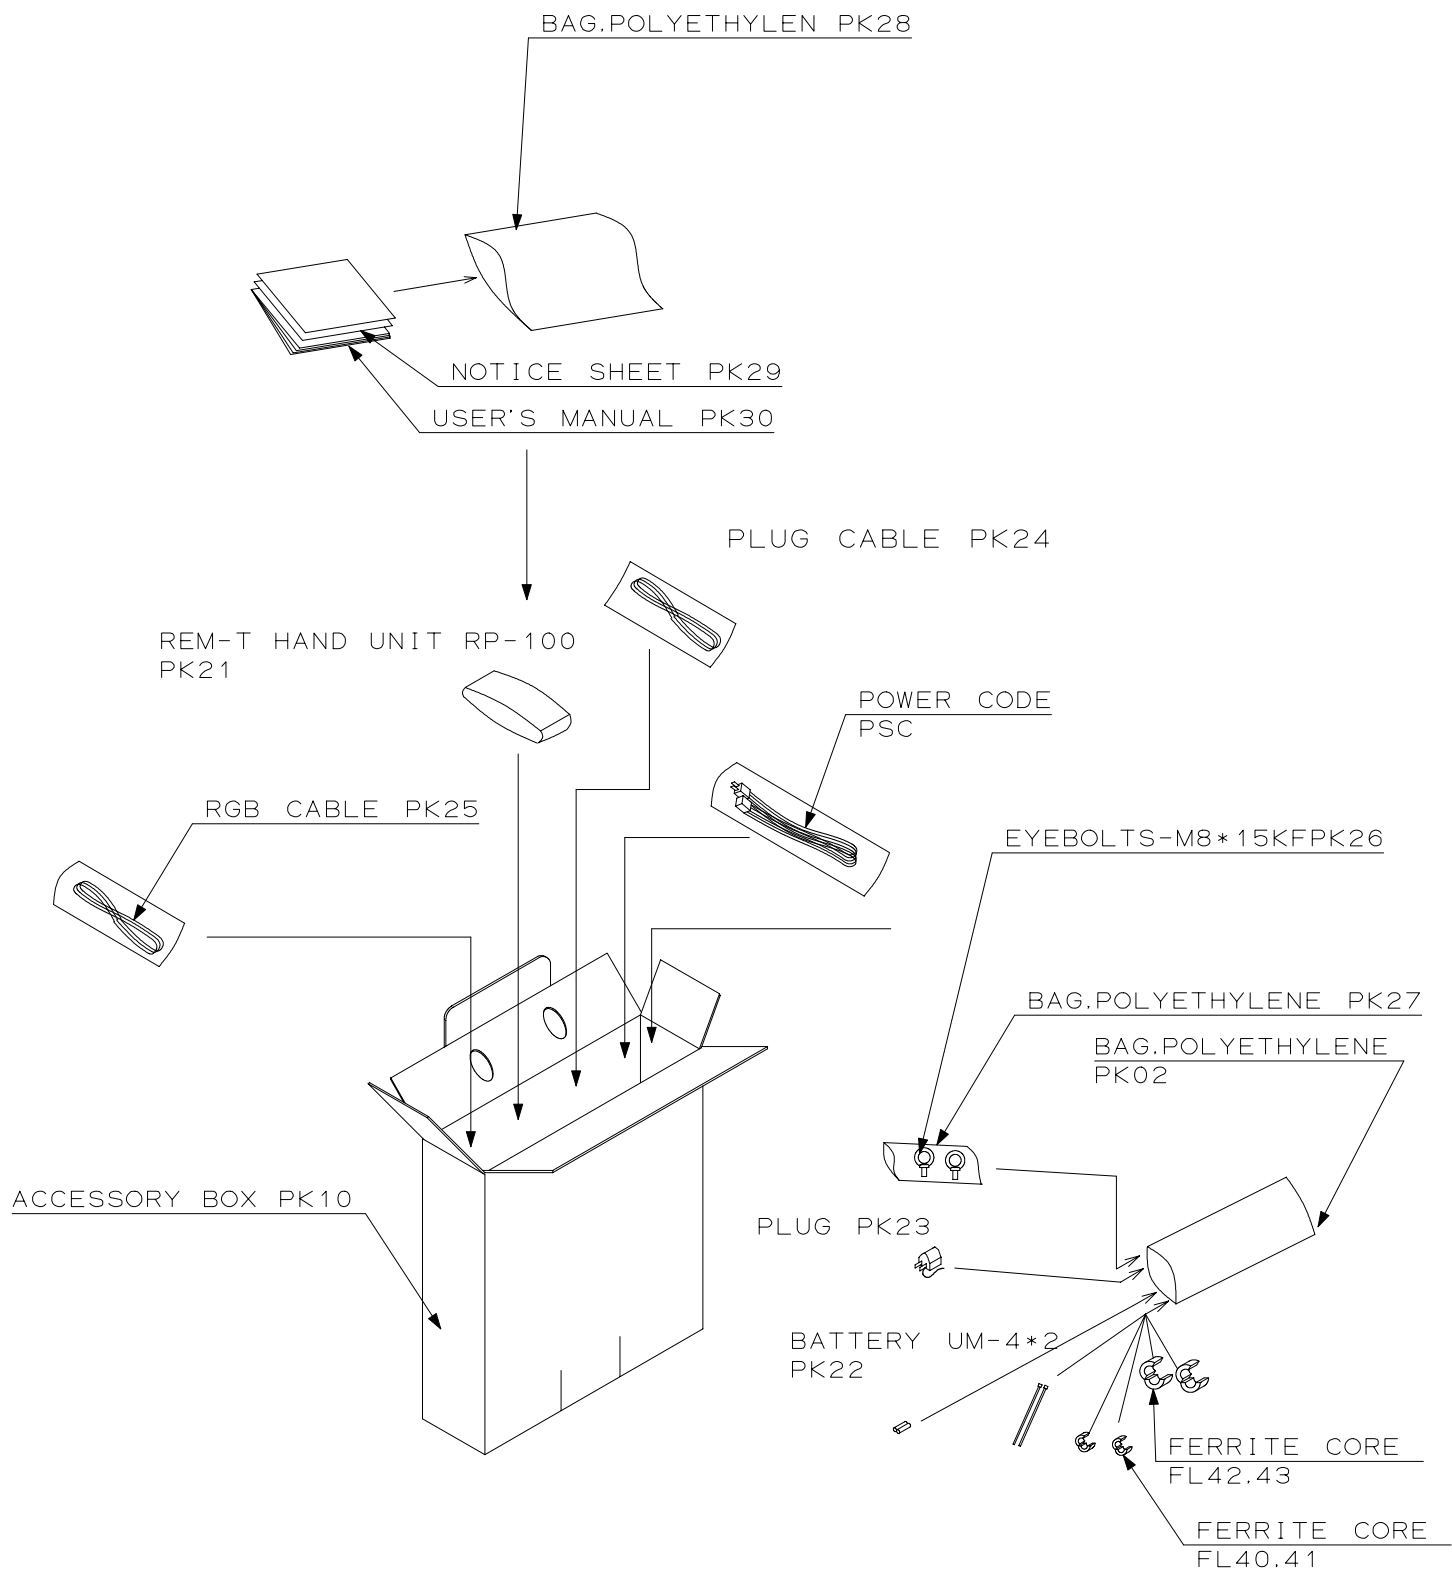 BAG.POLYETHYLEN PK28
NOTICE SHEET PK29
USER'S MANUAL PK30
PLUG CABLE PK24
REM-T HAND UNIT RP-100
PK21
POWER CODE
PSC
RGB CABLE PK25
EYEBOLTS-M8*15KFPK26
BAG.POLYETHYLENE PK27
BAG.POLYETHYLENE
PK02
ACCESSORY BOX PK10
PLUG PK23
BATTERY UM-4*2
PK22
FERRITE CORE
FL42.43
FERRITE CORE
FL40.41